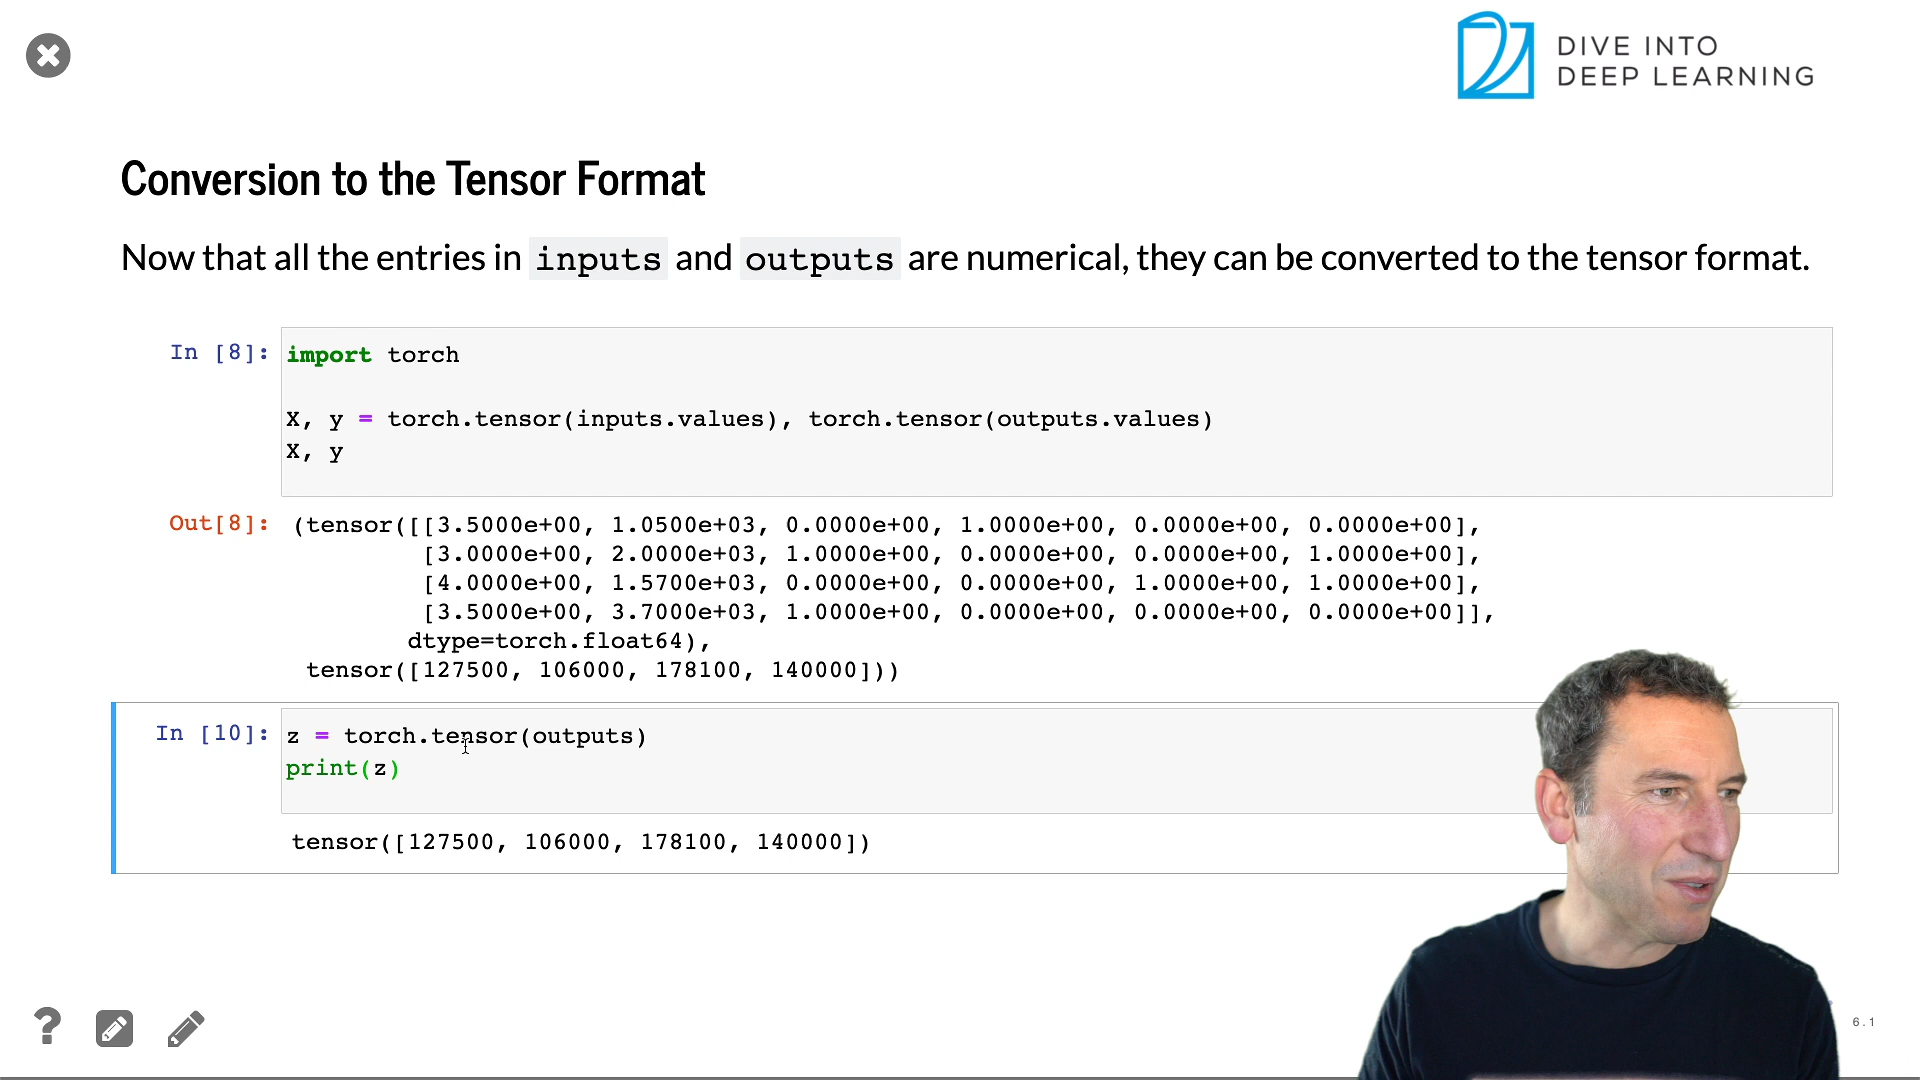 DIVE INTO
DEEP LEARNING
Conversion to the Tensor Format
Now that all the entries in inputs and outputs are numerical, they can be converted to the tensor format.
In [8]: import torch
X, y = torch.tensor(inputs.values), torch.tensor(outputs.values)
X, y
Out[8]: (tensor([[3.5000e+00, 1.0500e+03, 0.0000e+00, 1.0000e+00, 0.0000e+00, 0.0000e+00],
[3.0000e+00, 2.0000e+03, 1.0000e+00, 0.0000e+00, 0.0000e+00, 1.0000e+00],
[4.0000e+00, 1.5700e+03, 0.0000e+00, 0.0000e+00, 1.0000e+00, 1.0000e+00],
[3.5000e+00, 3.7000e+03, 1.0000e+00, 0.0000e+00, 0.0000e+00, 0.0000e+00]],
dtype=torch.float64),
tensor([127500, 106000, 178100, 140000]))
In [10]: z = torch.tensor(outputs)
print(z)
tensor([127500, 106000, 178100, 140000])
6.1